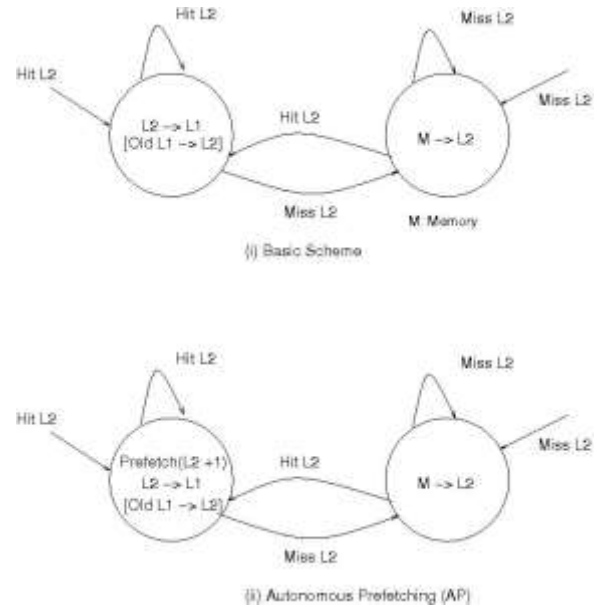 Hit L2
Miss L2
Hit L2
Miss L2
L2 -> L1
[Old L1 -> L2]
Hit L2
M -> L2
Miss L2
M: Memory
(i) Basic Scheme
Hit L2
Miss L2
Hit L2
Miss L2
Prefetch(L2 +1)
L2 -> L1
[Old L1 -> L2]
Hit L2
M -> L2
Miss L2
(ii) Autonomous Prefetching (AP)